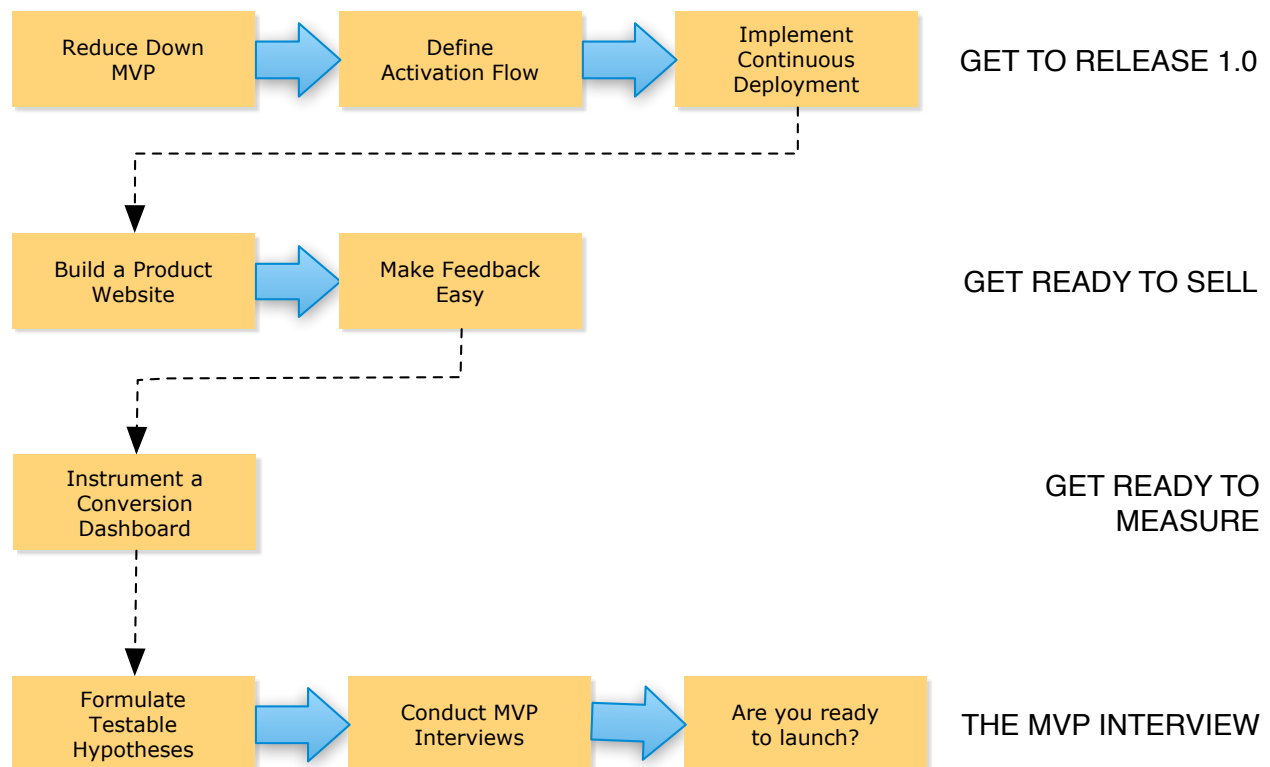 Reduce Down
MVP
Define
Activation Flow
Implement
Continuous
Deployment
GET TO RELEASE 1.0
Build a Product
Website
Make Feedback
Easy
GET READY TO SELL
Instrument a
Conversion
Dashboard
GET READY TO
MEASURE
Formulate
Testable
Hypotheses
Conduct MVP
Interviews
Are you ready
to launch?
THE MVP INTERVIEW